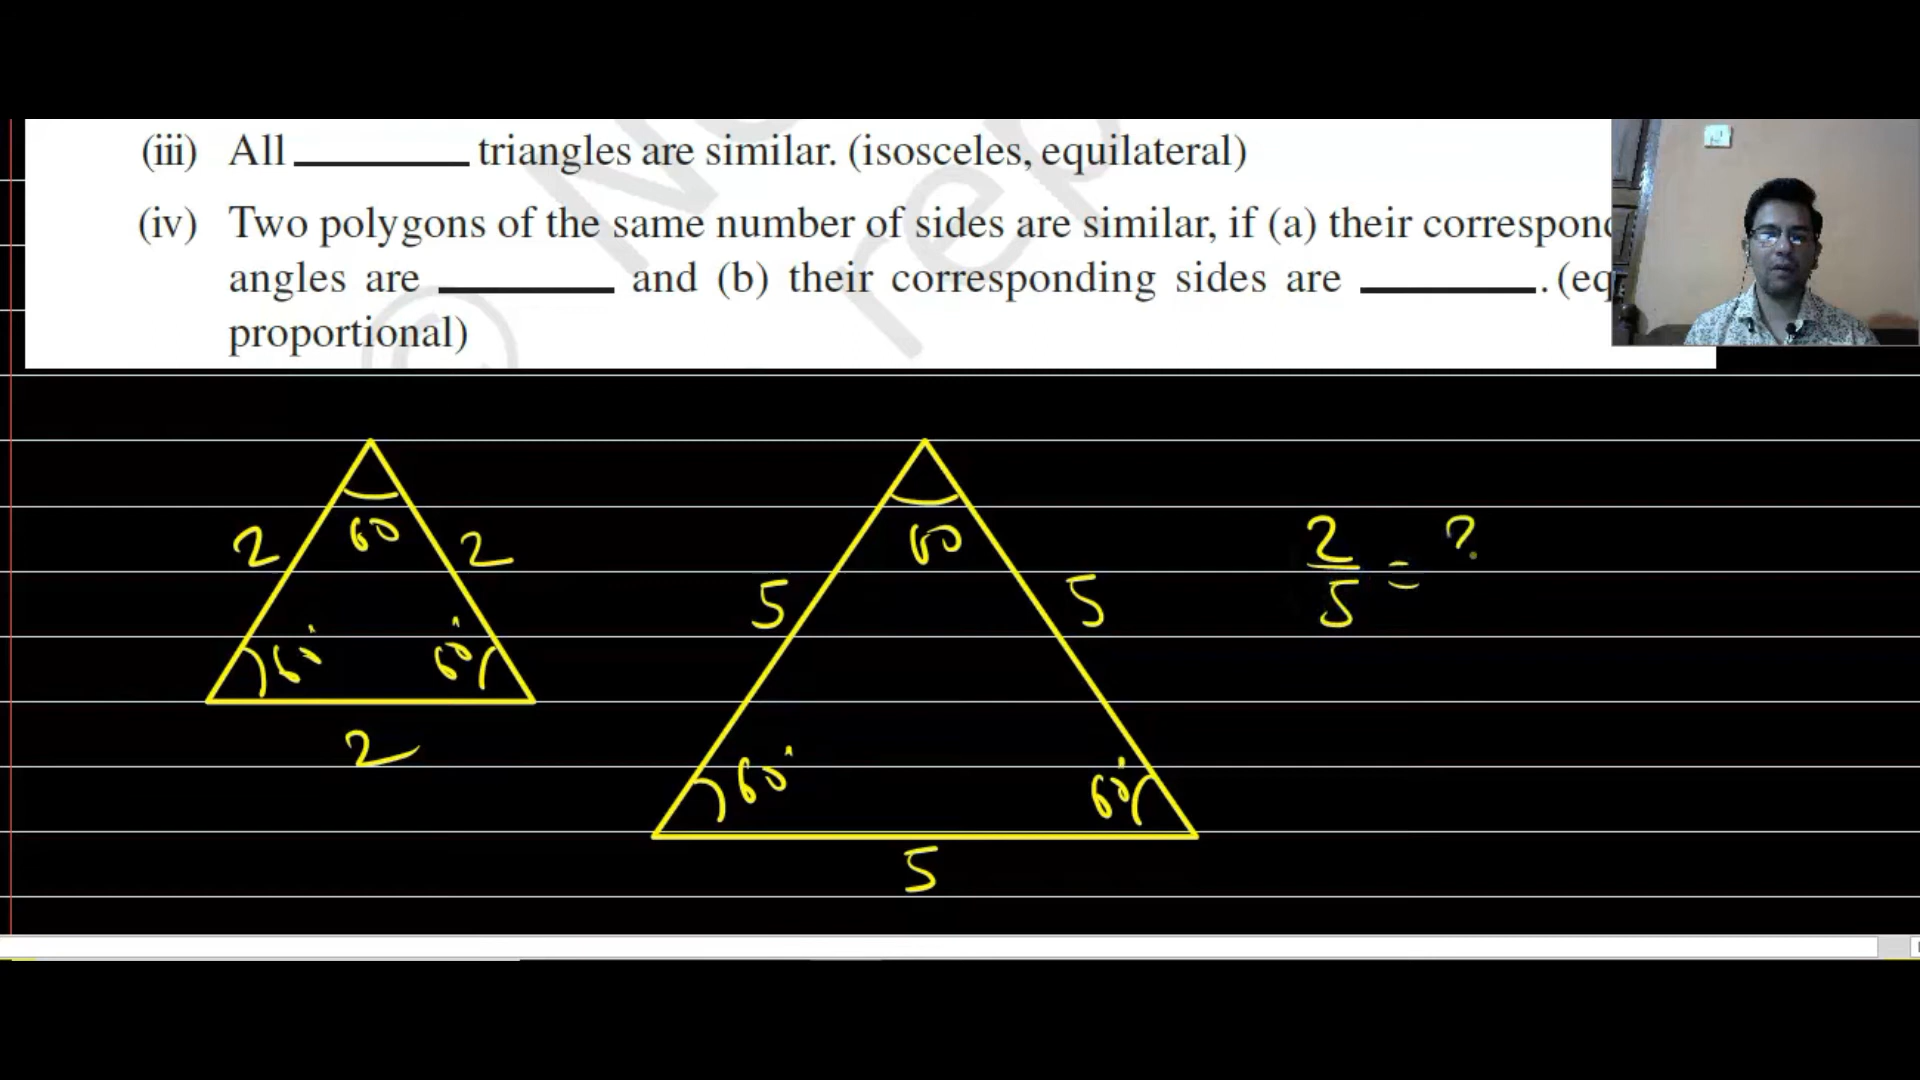 (iii) All ________ triangles are similar. (isosceles, equilateral)
(iv) Two polygons of the same number of sides are similar, if (a) their correspond
angles are ________ and (b) their corresponding sides are ________. (eq
proportional)
60
2
2
60°
60°
2
60
5
5
60°
60°
5
2/5 = ?